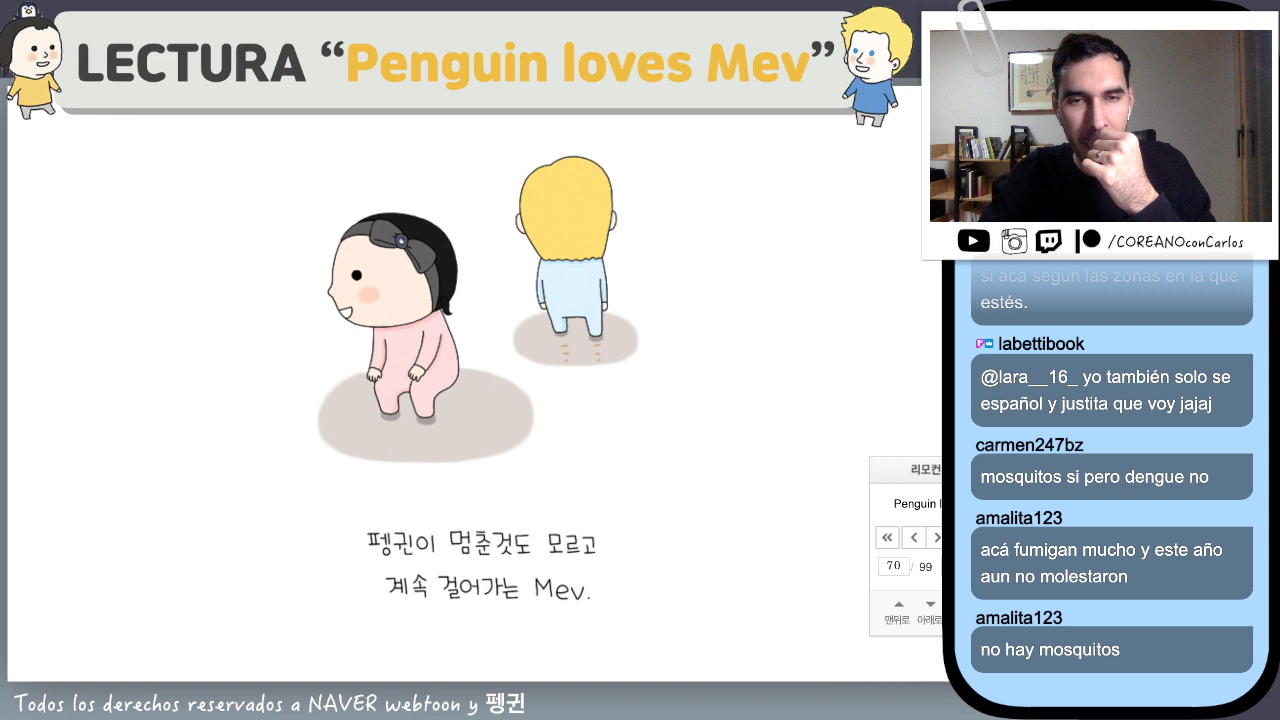 LECTURA “Penguin loves Mev”
펭귄이 멈춘것도 모르고
계속 걸어가는 Mev.
리모컨
Penguin l
70 / 99
맨위로 아래로
Todos los derechos reservados a NAVER webtoon y 펭귄
/COREANOconCarlos
si acá según las zonas en la que
estés.
labettibook
@lara__16_ yo también solo se
español y justita que voy jajaj
carmen247bz
mosquitos si pero dengue no
amalita123
acá fumigan mucho y este año
aun no molestaron
amalita123
no hay mosquitos